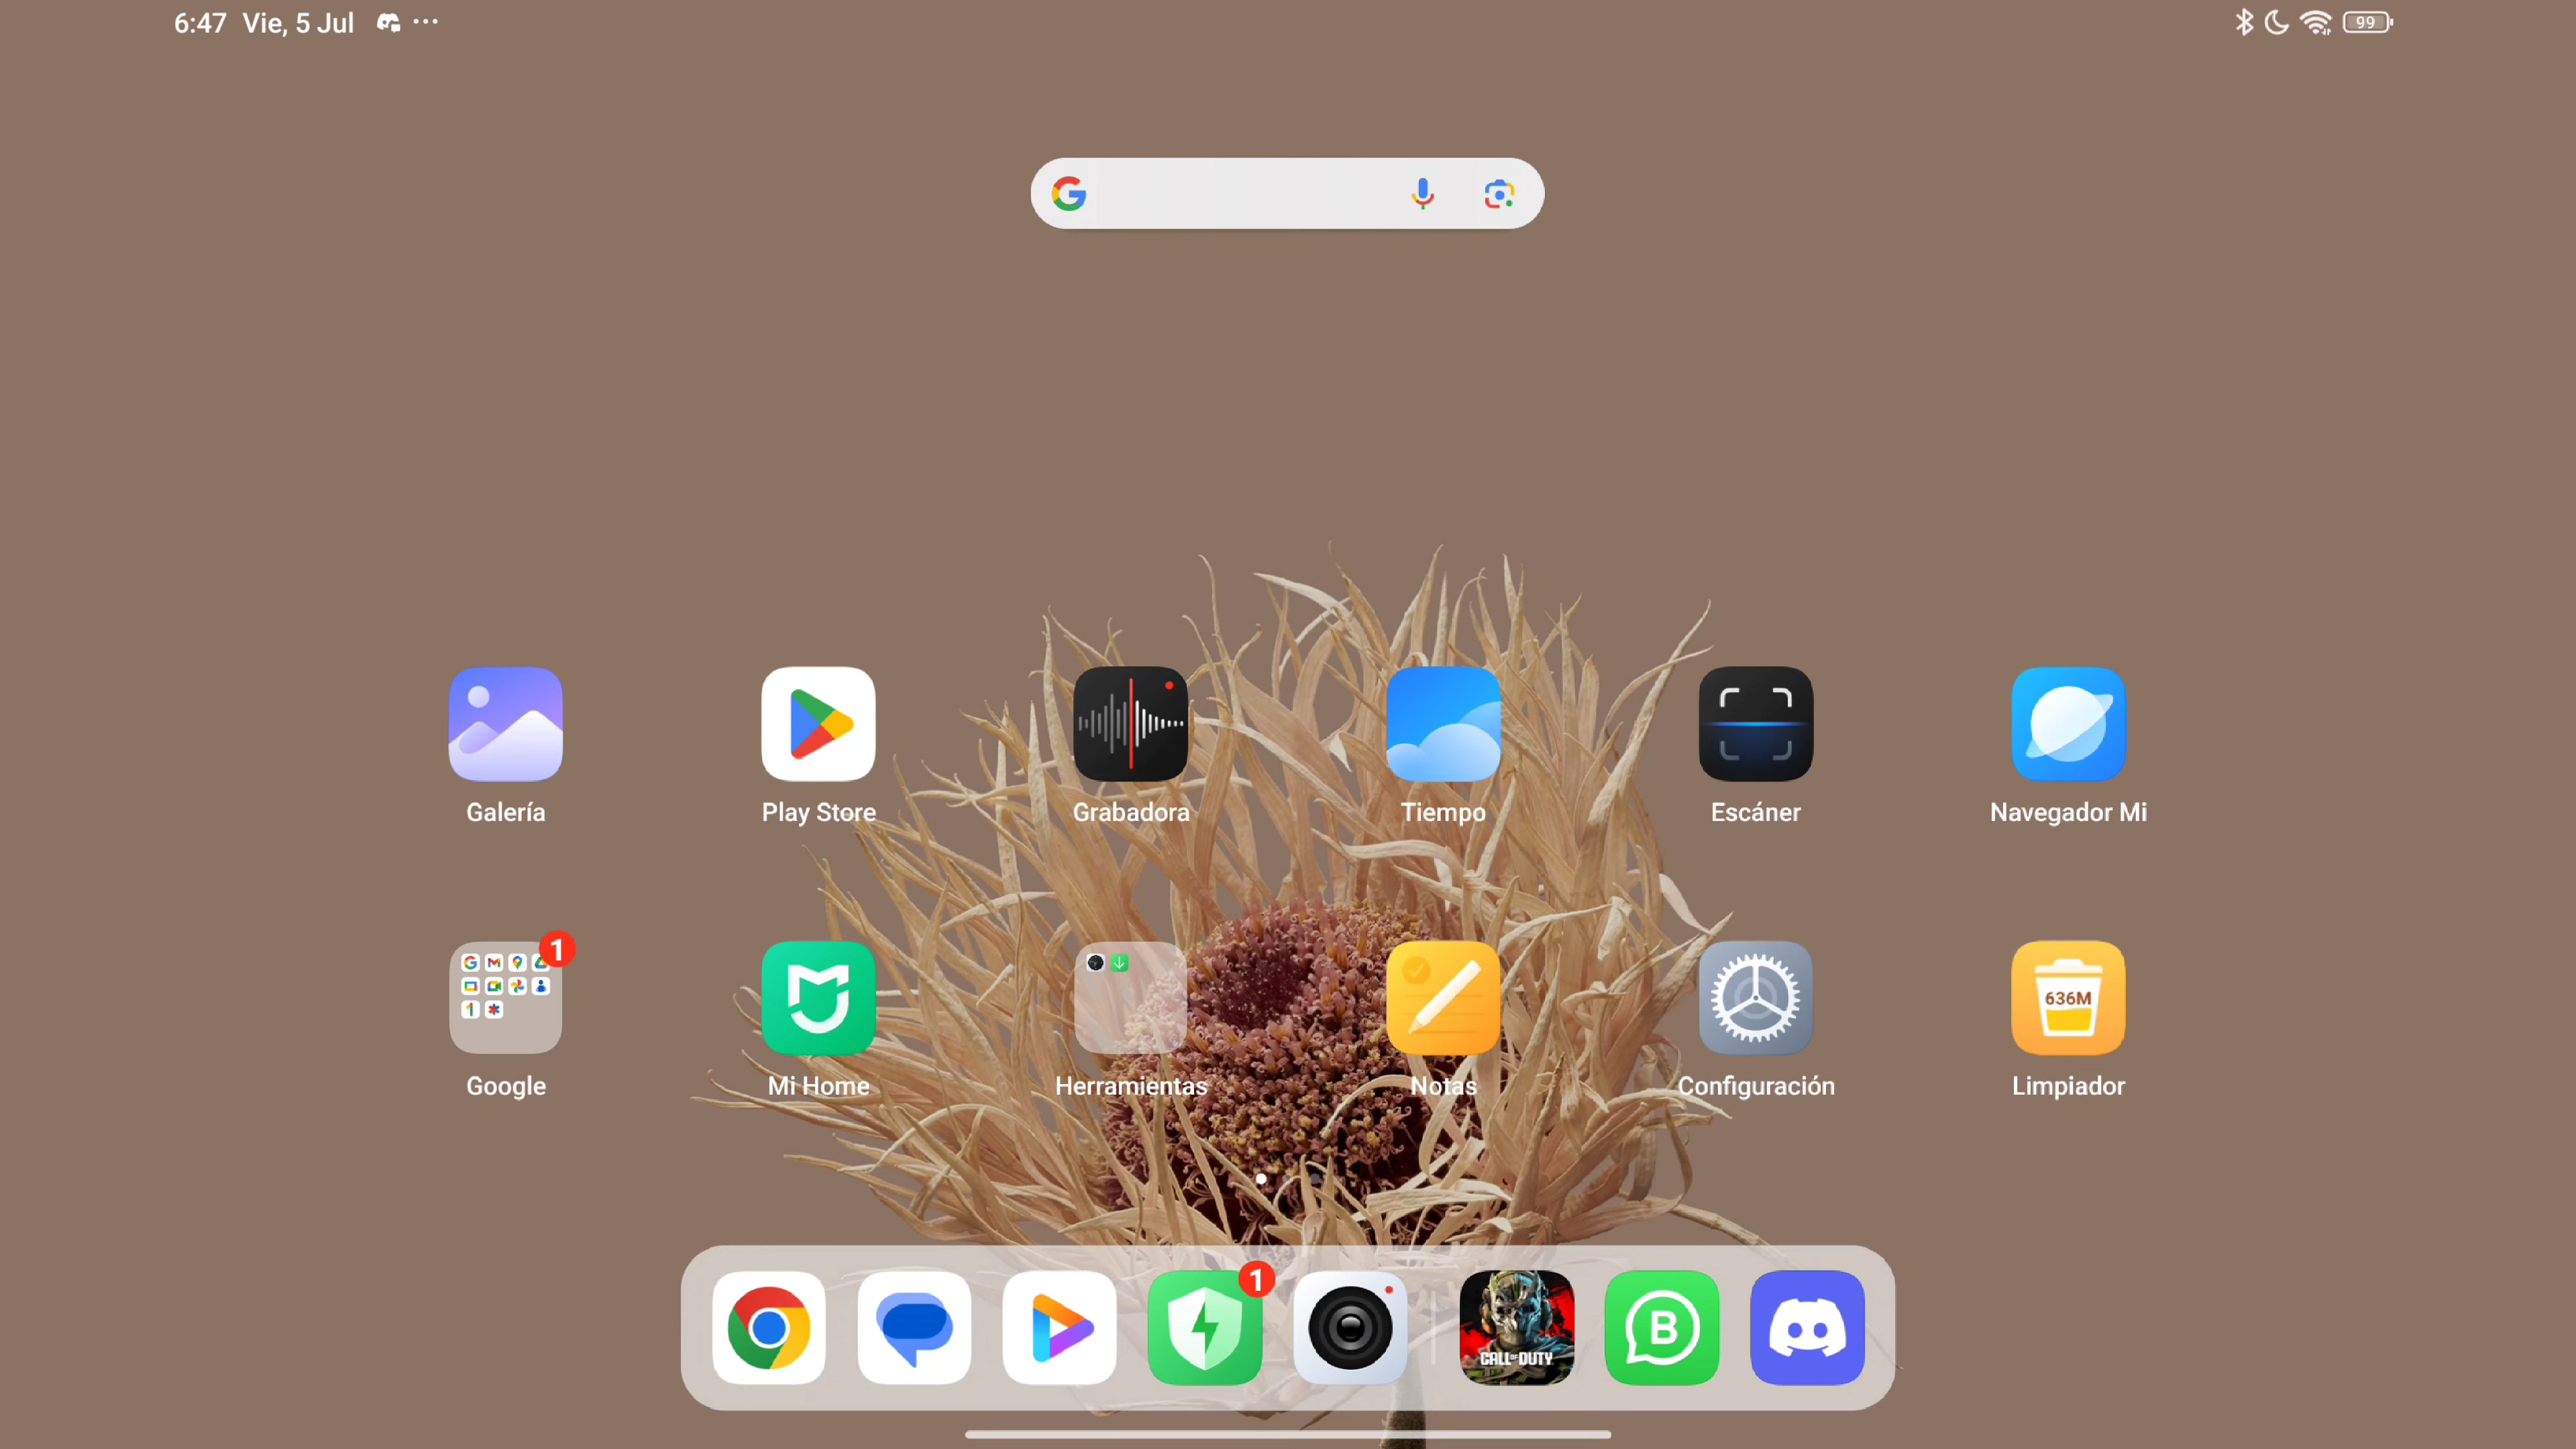 6:47 Vie, 5 Jul
99
Galería
Play Store
Grabadora
Tiempo
Escáner
Navegador Mi
1
636M
Google
Mi Home
Herramientas
Notas
Configuración
Limpiador
1
CALL OF DUTY
B